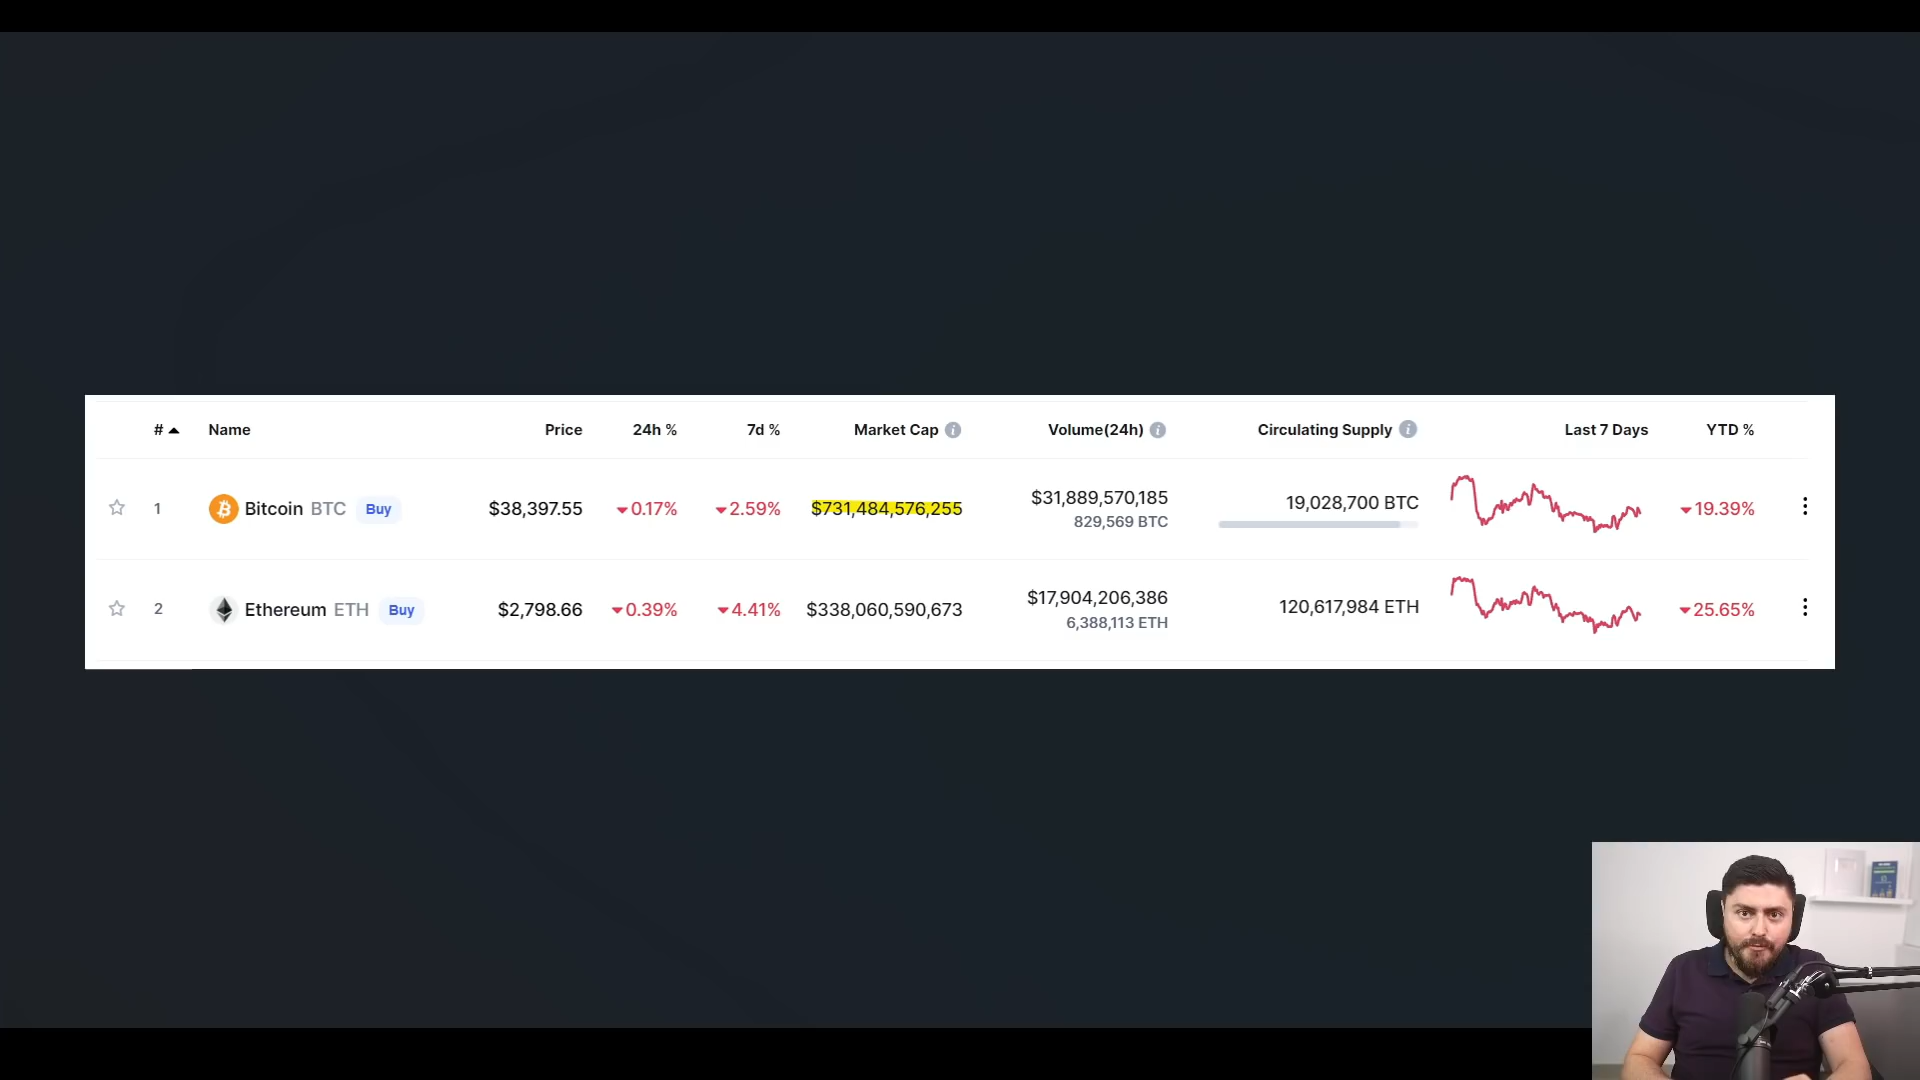 # Name Price 24h % 7d % Market Cap Volume(24h) Circulating Supply Last 7 Days YTD %
1 Bitcoin BTC Buy $38,397.55 0.17% 2.59% $731,484,576,255 $31,889,570,185 19,028,700 BTC 19.39%
829,569 BTC
2 Ethereum ETH Buy $2,798.66 0.39% 4.41% $338,060,590,673 $17,904,206,386 120,617,984 ETH 25.65%
6,388,113 ETH